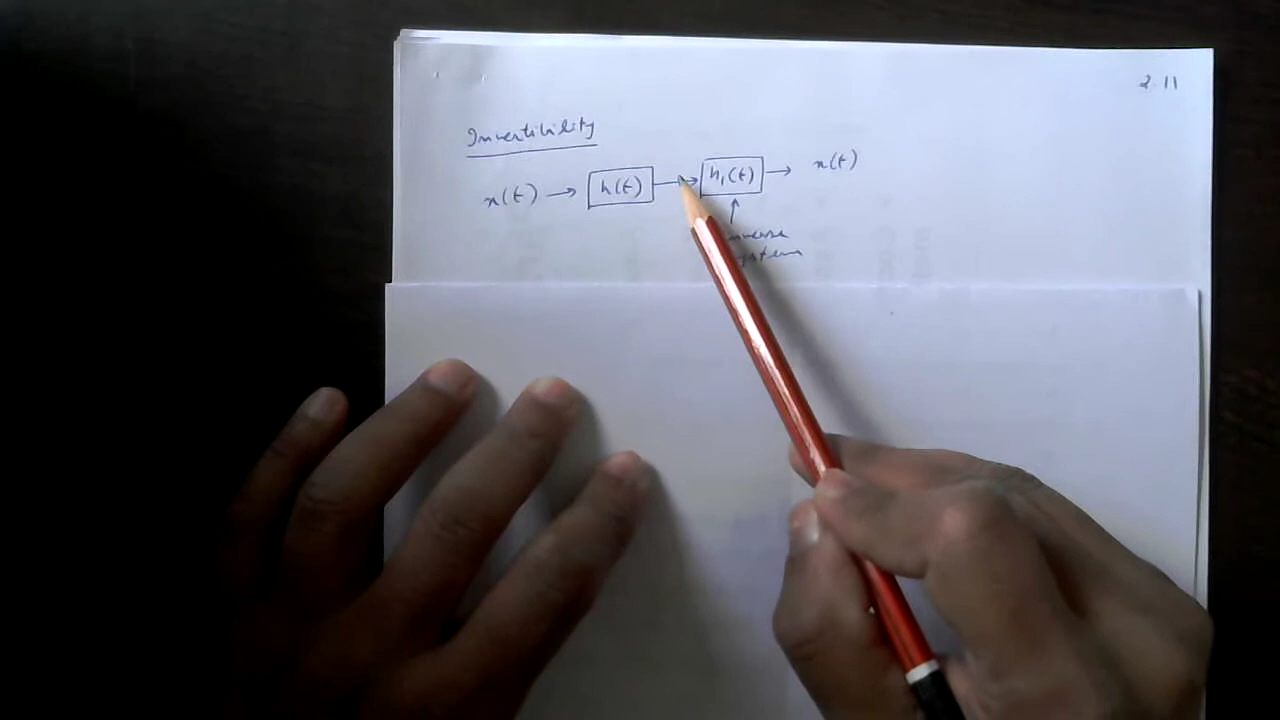 2.11
Invertibility
x(t) → h(t) → h₁(t) → x(t)